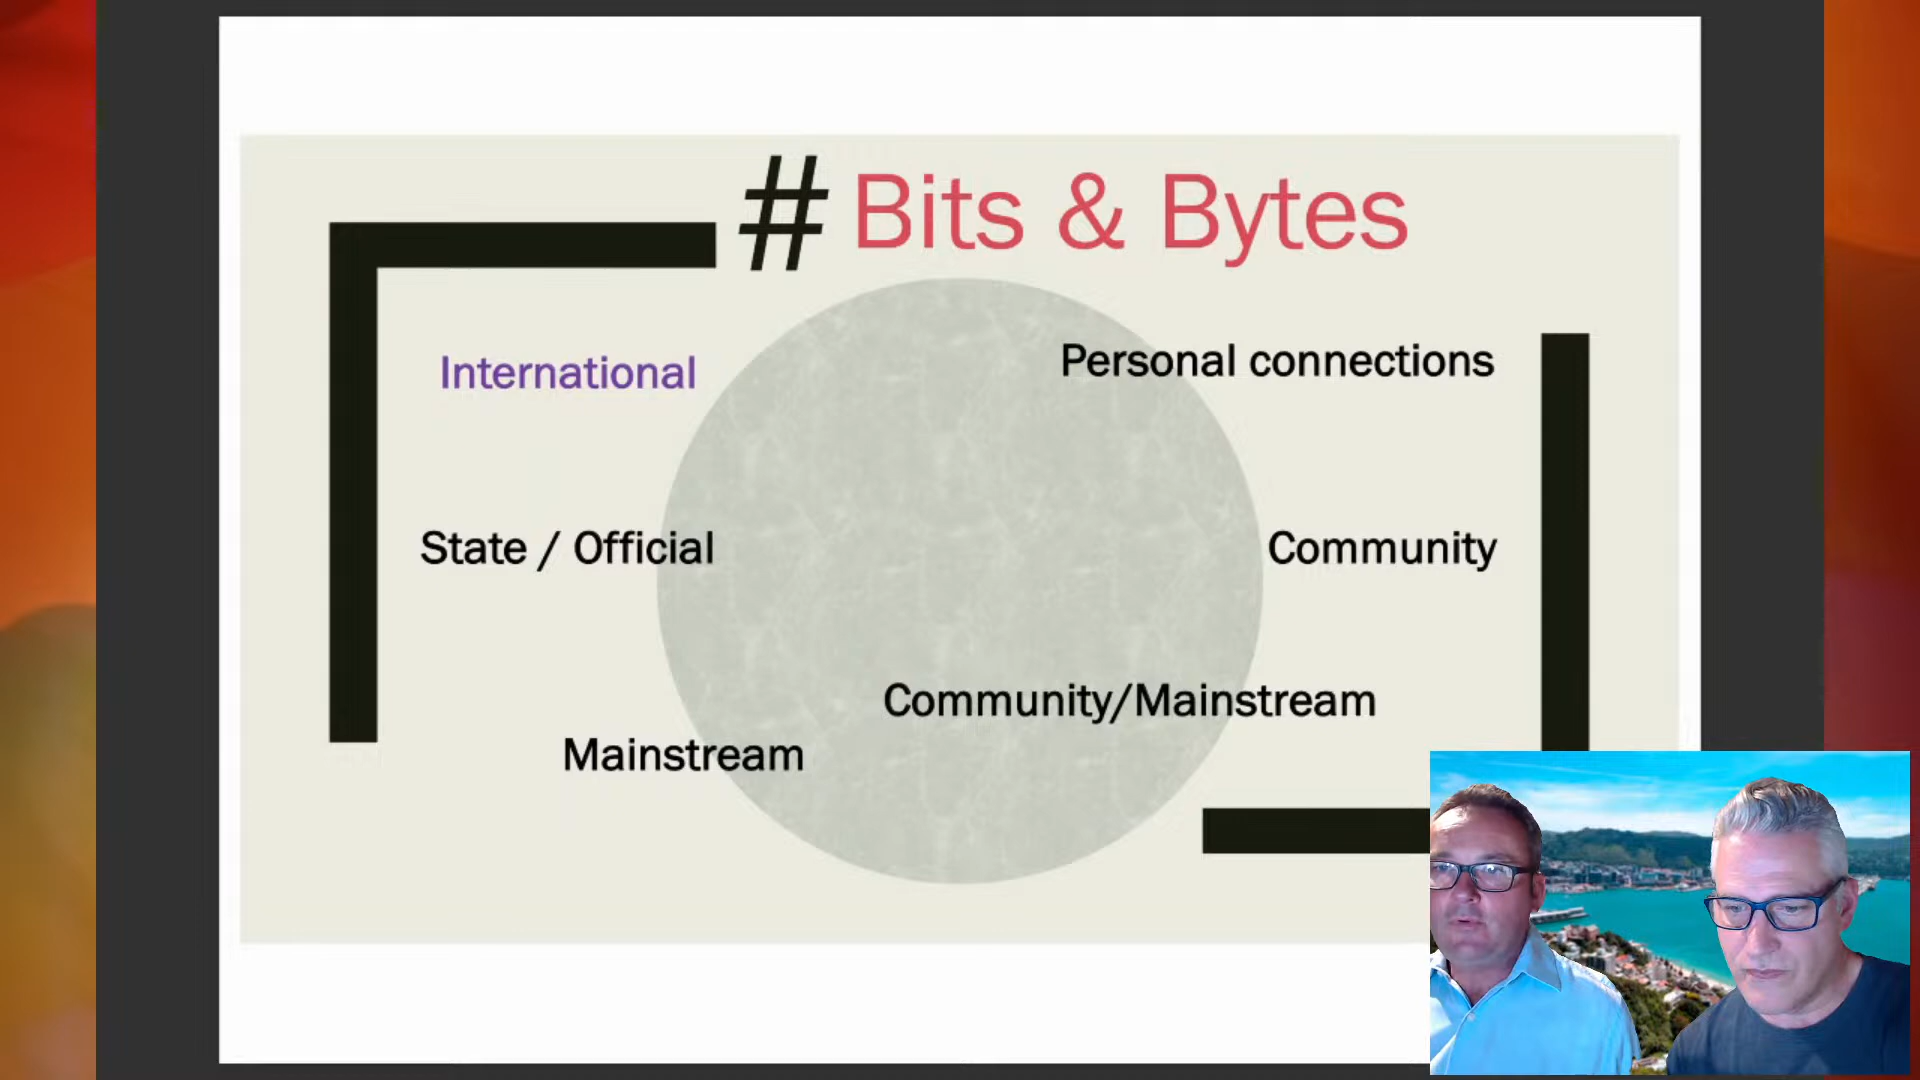 # Bits & Bytes
International
Personal connections
State / Official
Community
Community/Mainstream
Mainstream